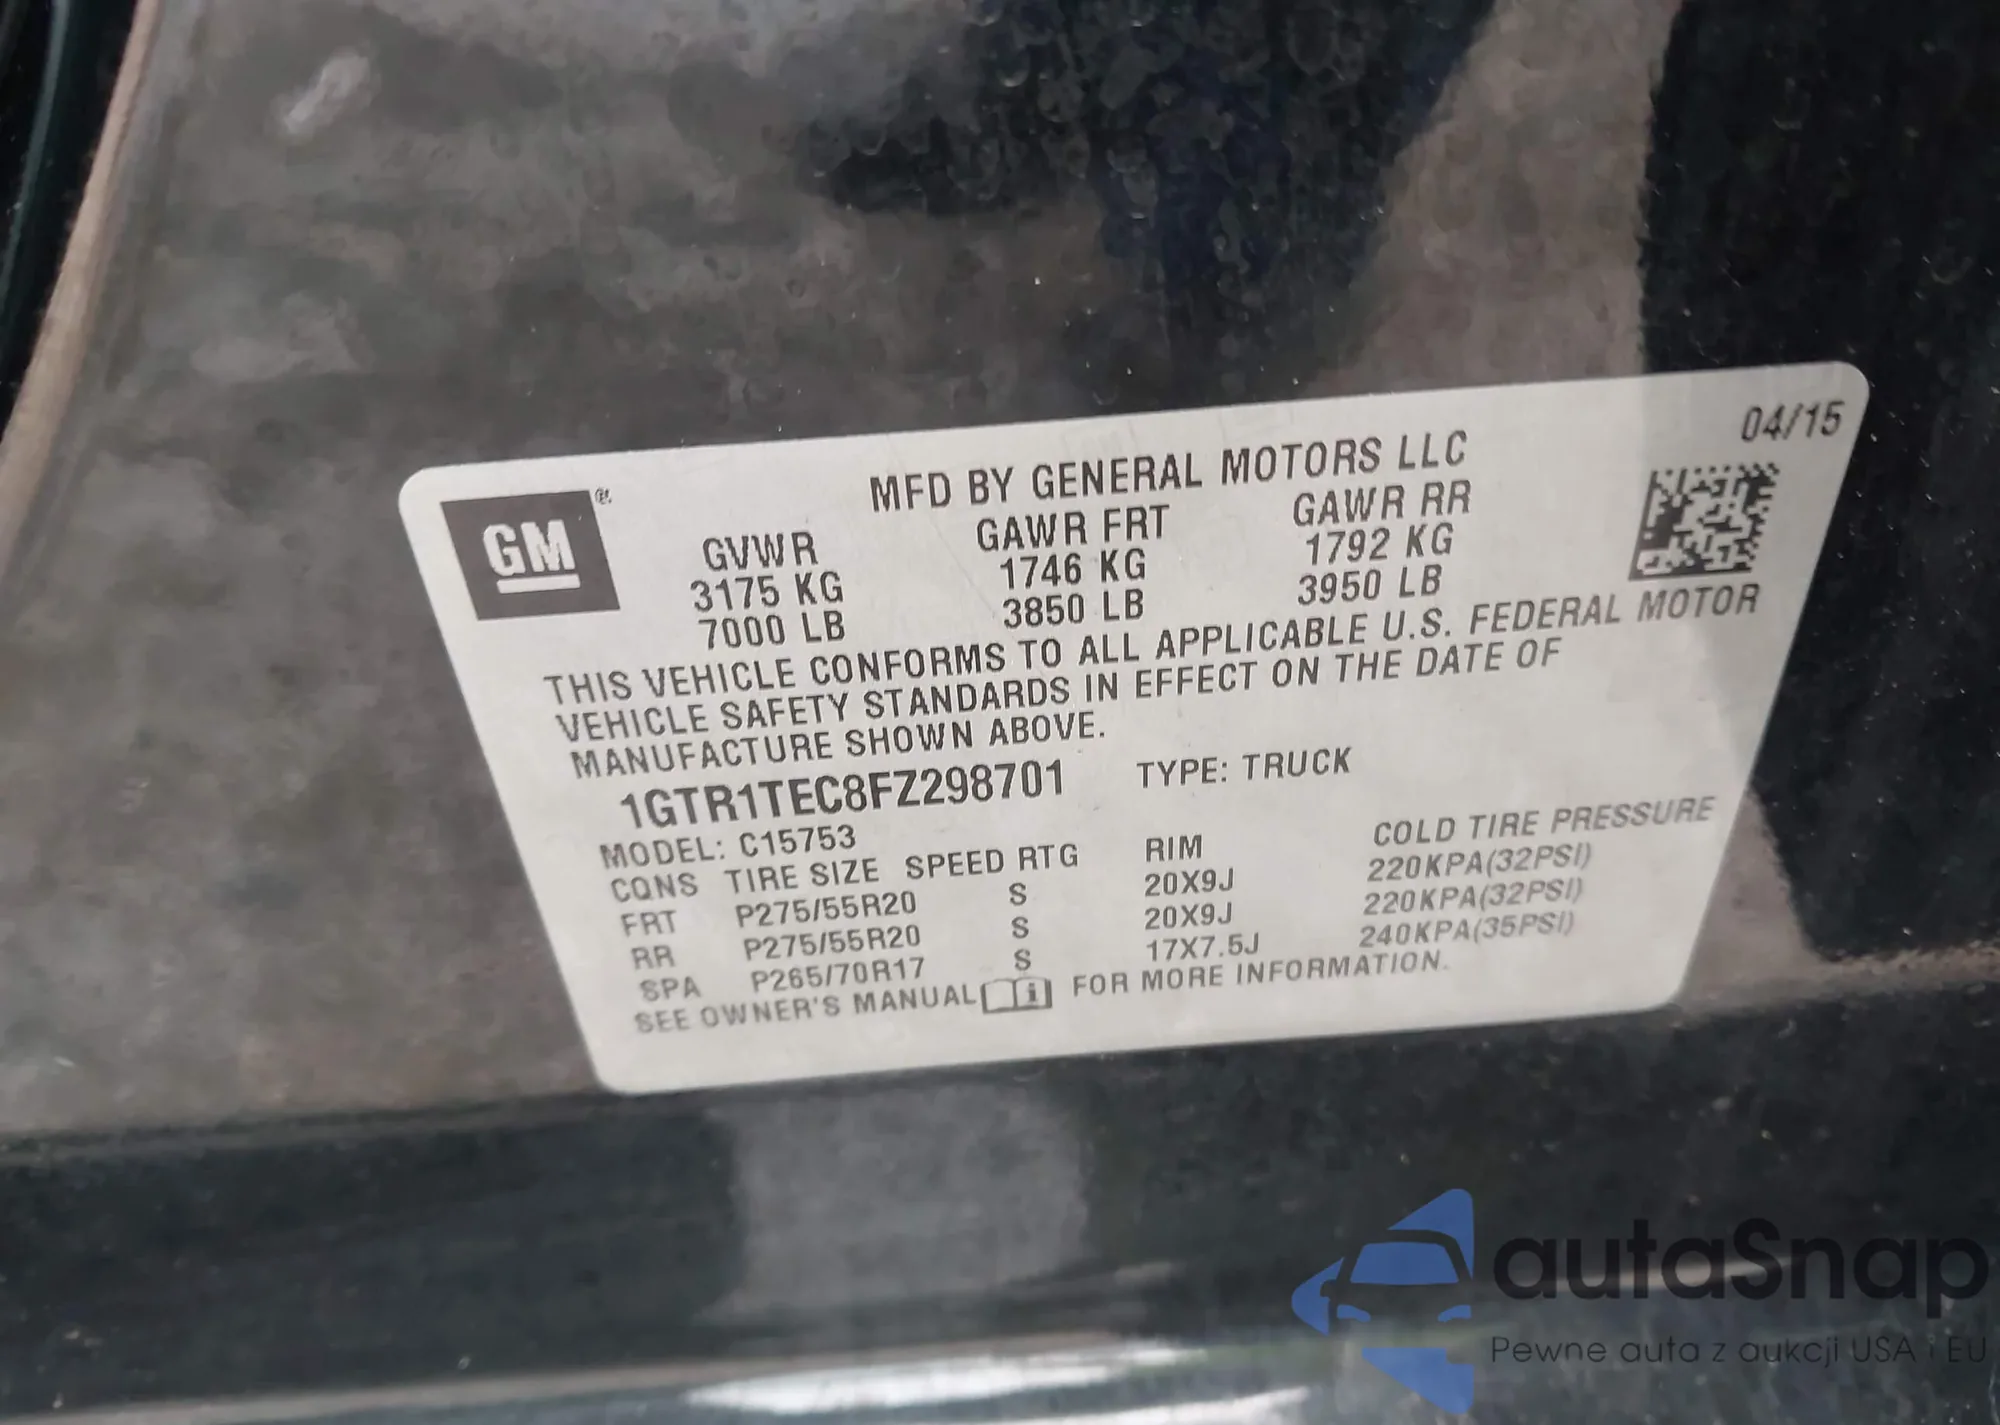 04/15
MFD BY GENERAL MOTORS LLC
GM®
GVWR GAWR FRT GAWR RR
3175 KG 1746 KG 1792 KG
7000 LB 3850 LB 3950 LB
THIS VEHICLE CONFORMS TO ALL APPLICABLE U.S. FEDERAL MOTOR
VEHICLE SAFETY STANDARDS IN EFFECT ON THE DATE OF
MANUFACTURE SHOWN ABOVE.
1GTR1TEC8FZ298701 TYPE: TRUCK
MODEL: C15753
CQNS TIRE SIZE SPEED RTG RIM COLD TIRE PRESSURE
FRT P275/55R20 S 20X9J 220KPA(32PSI)
RR P275/55R20 S 20X9J 220KPA(32PSI)
SPA P265/70R17 S 17X7.5J 240KPA(35PSI)
SEE OWNER'S MANUAL FOR MORE INFORMATION.
autaSnap
Pewne auta z aukcji USA i EU